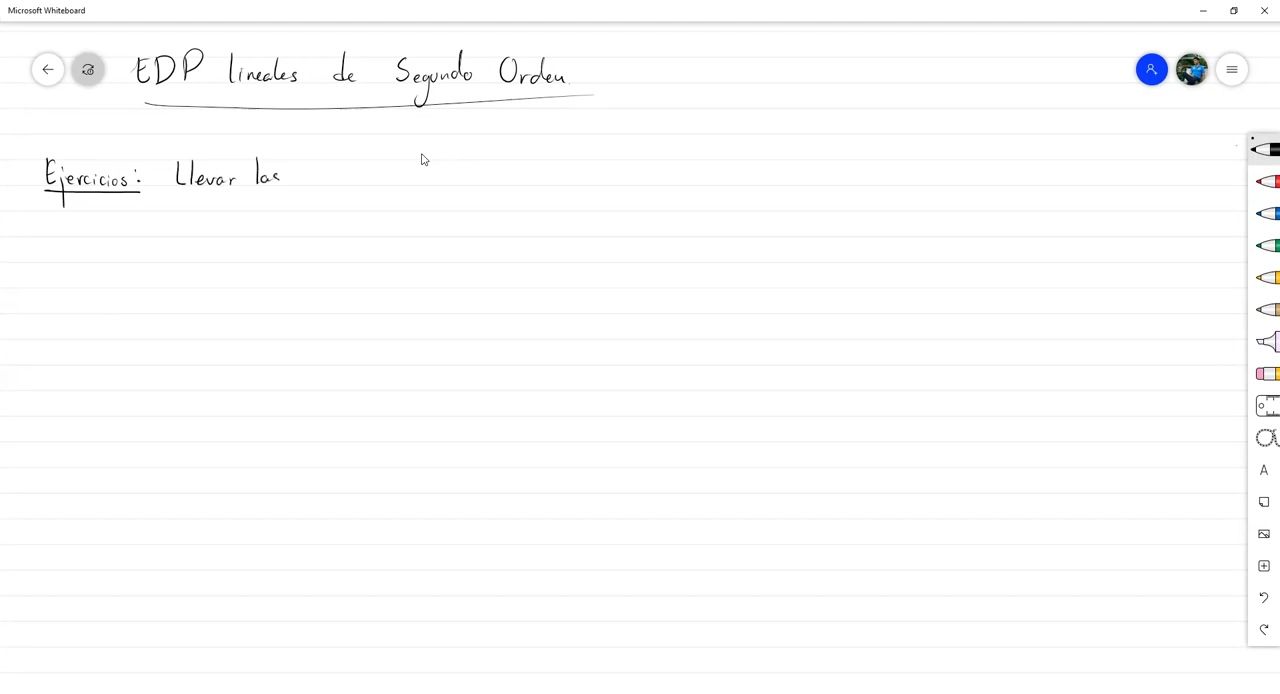 Microsoft Whiteboard
EDP lineales de Segundo Orden.
Ejercicios: Llevar las
A